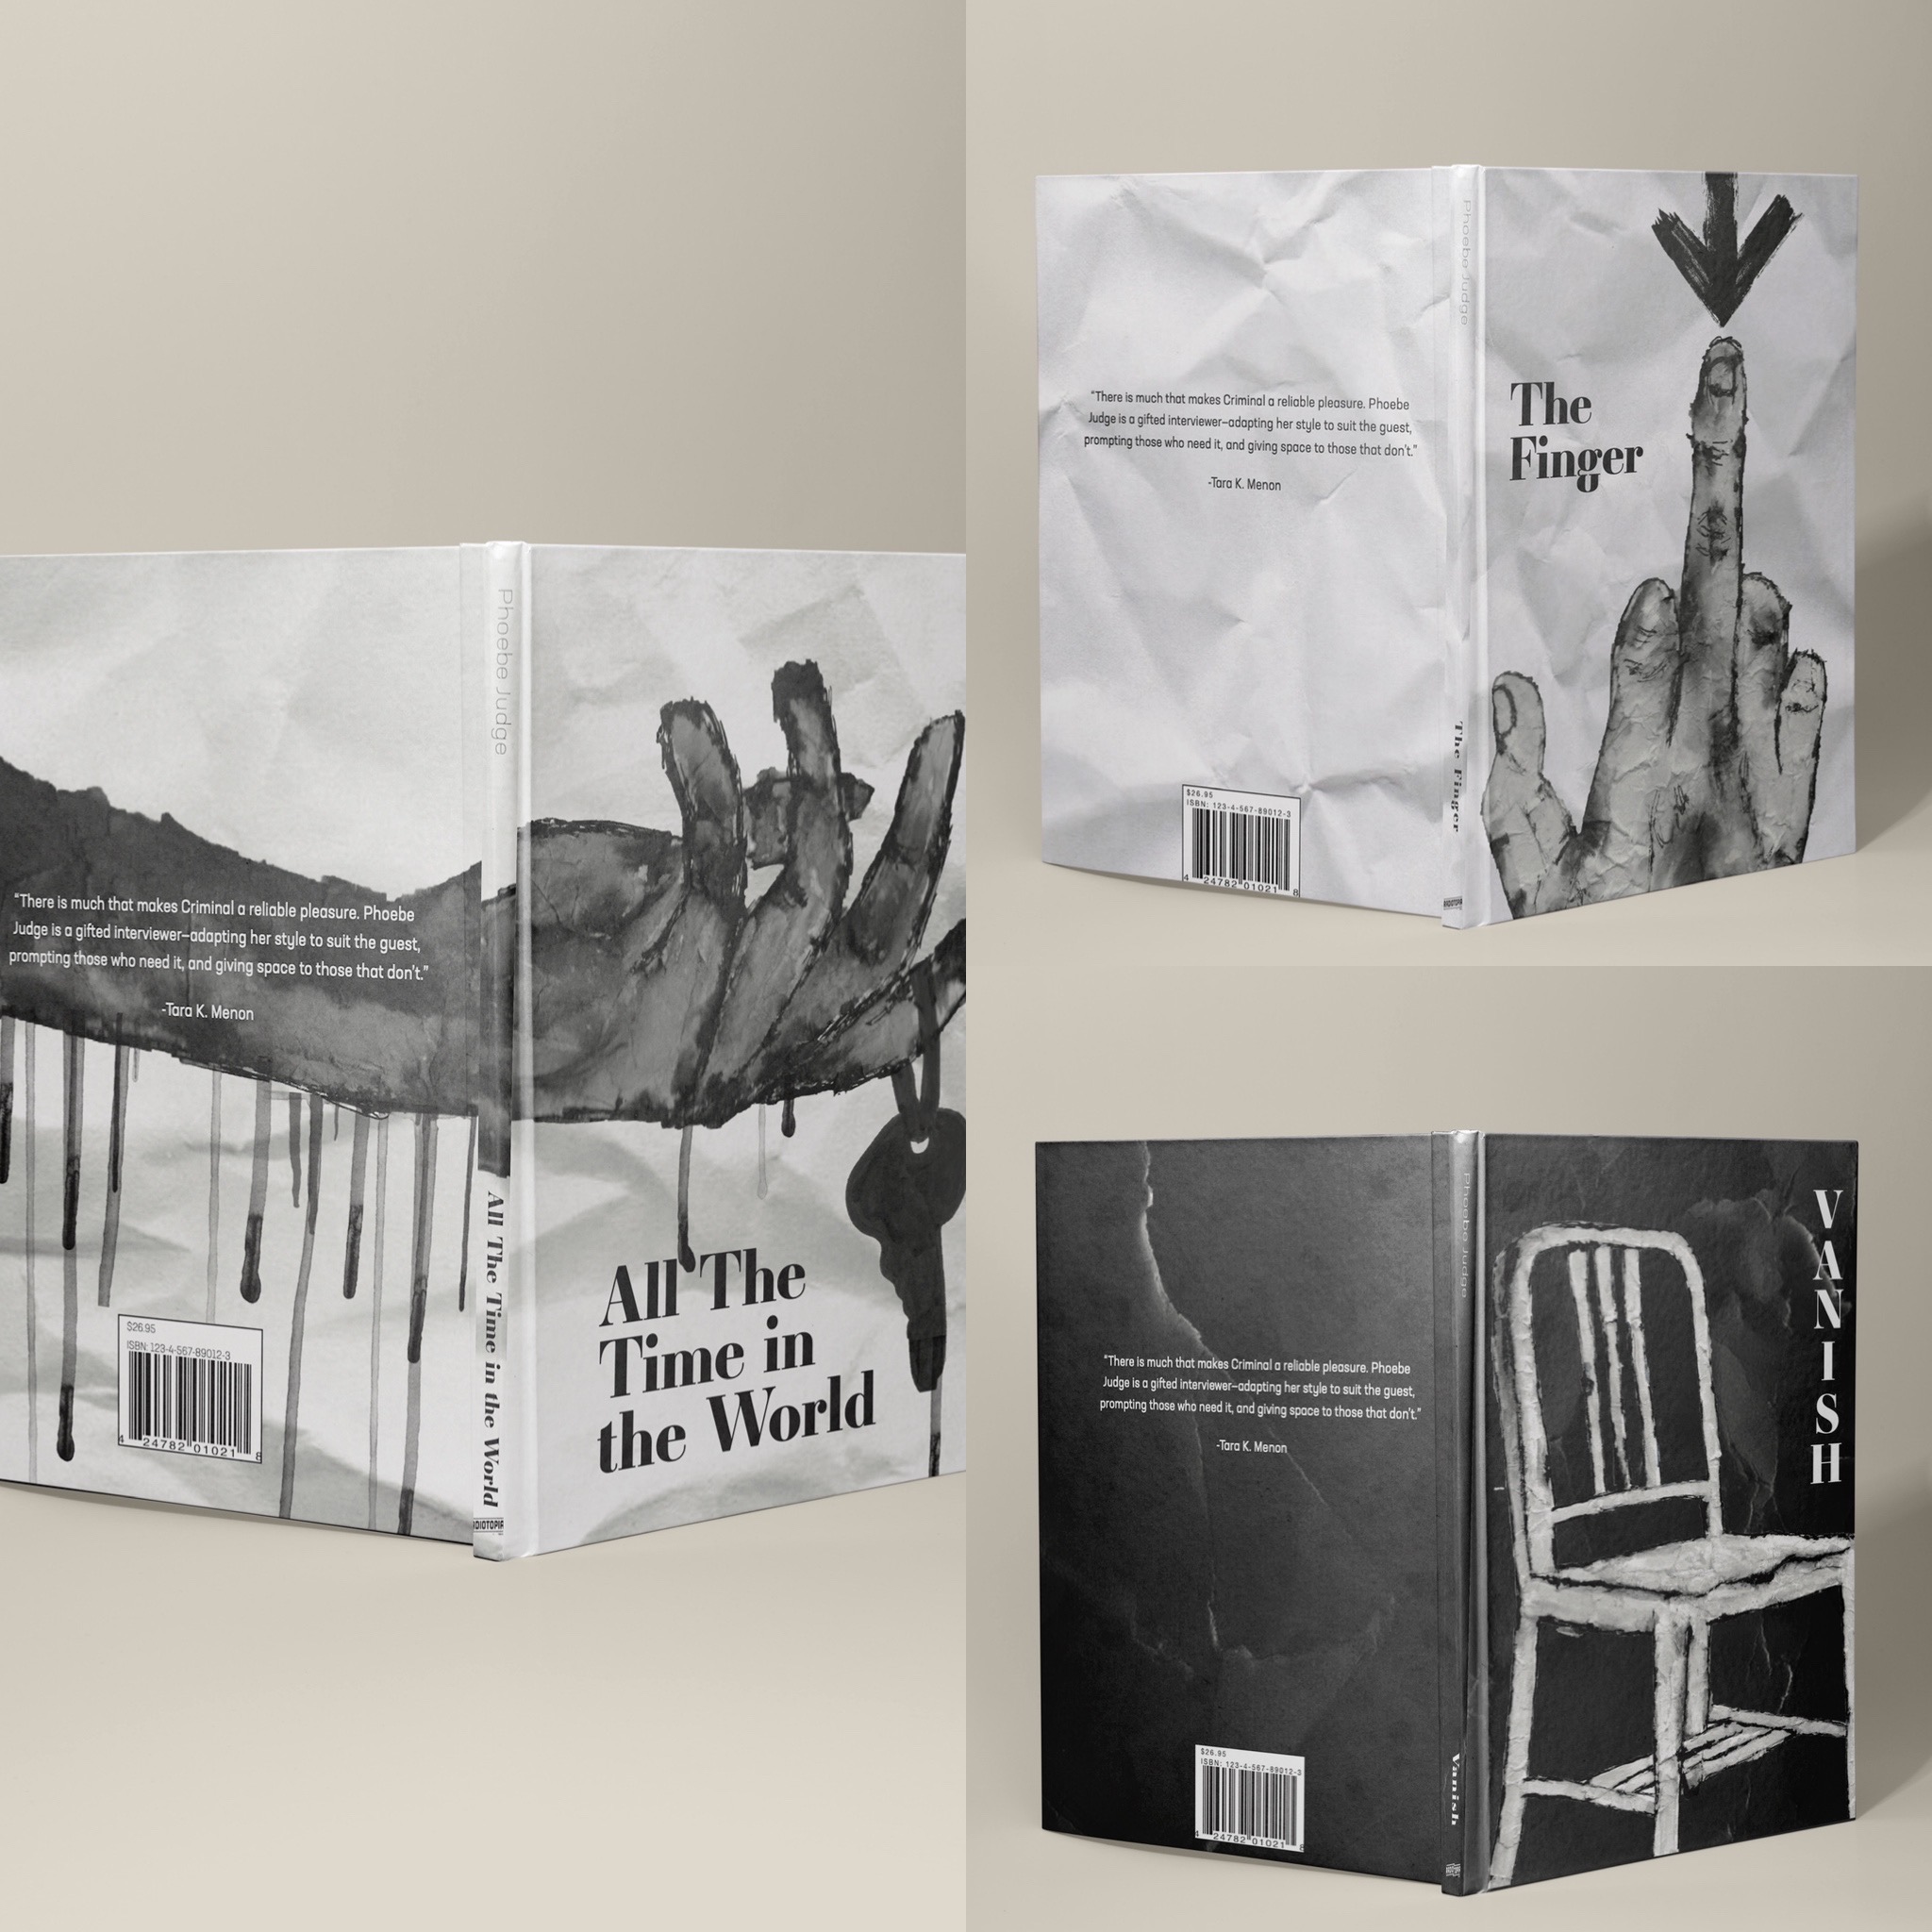 Phoebe Judge
“There is much that makes Criminal a reliable pleasure. Phoebe
Judge is a gifted interviewer–adapting her style to suit the guest,
prompting those who need it, and giving space to those that don't.”
-Tara K. Menon
$26.95
ISBN: 123-4-567-89012-3
4 24782 01021 8
All The Time in the World
All The
Time in
the World
Phoebe Judge
“There is much that makes Criminal a reliable pleasure. Phoebe
Judge is a gifted interviewer–adapting her style to suit the guest,
prompting those who need it, and giving space to those that don't.”
-Tara K. Menon
$26.95
ISBN: 123-4-567-89012-3
4 24782 01021 8
The Finger
The
Finger
Phoebe Judge
“There is much that makes Criminal a reliable pleasure. Phoebe
Judge is a gifted interviewer–adapting her style to suit the guest,
prompting those who need it, and giving space to those that don't.”
-Tara K. Menon
$26.95
ISBN: 123-4-567-89012-3
4 24782 01021 8
Vanish
VANISH